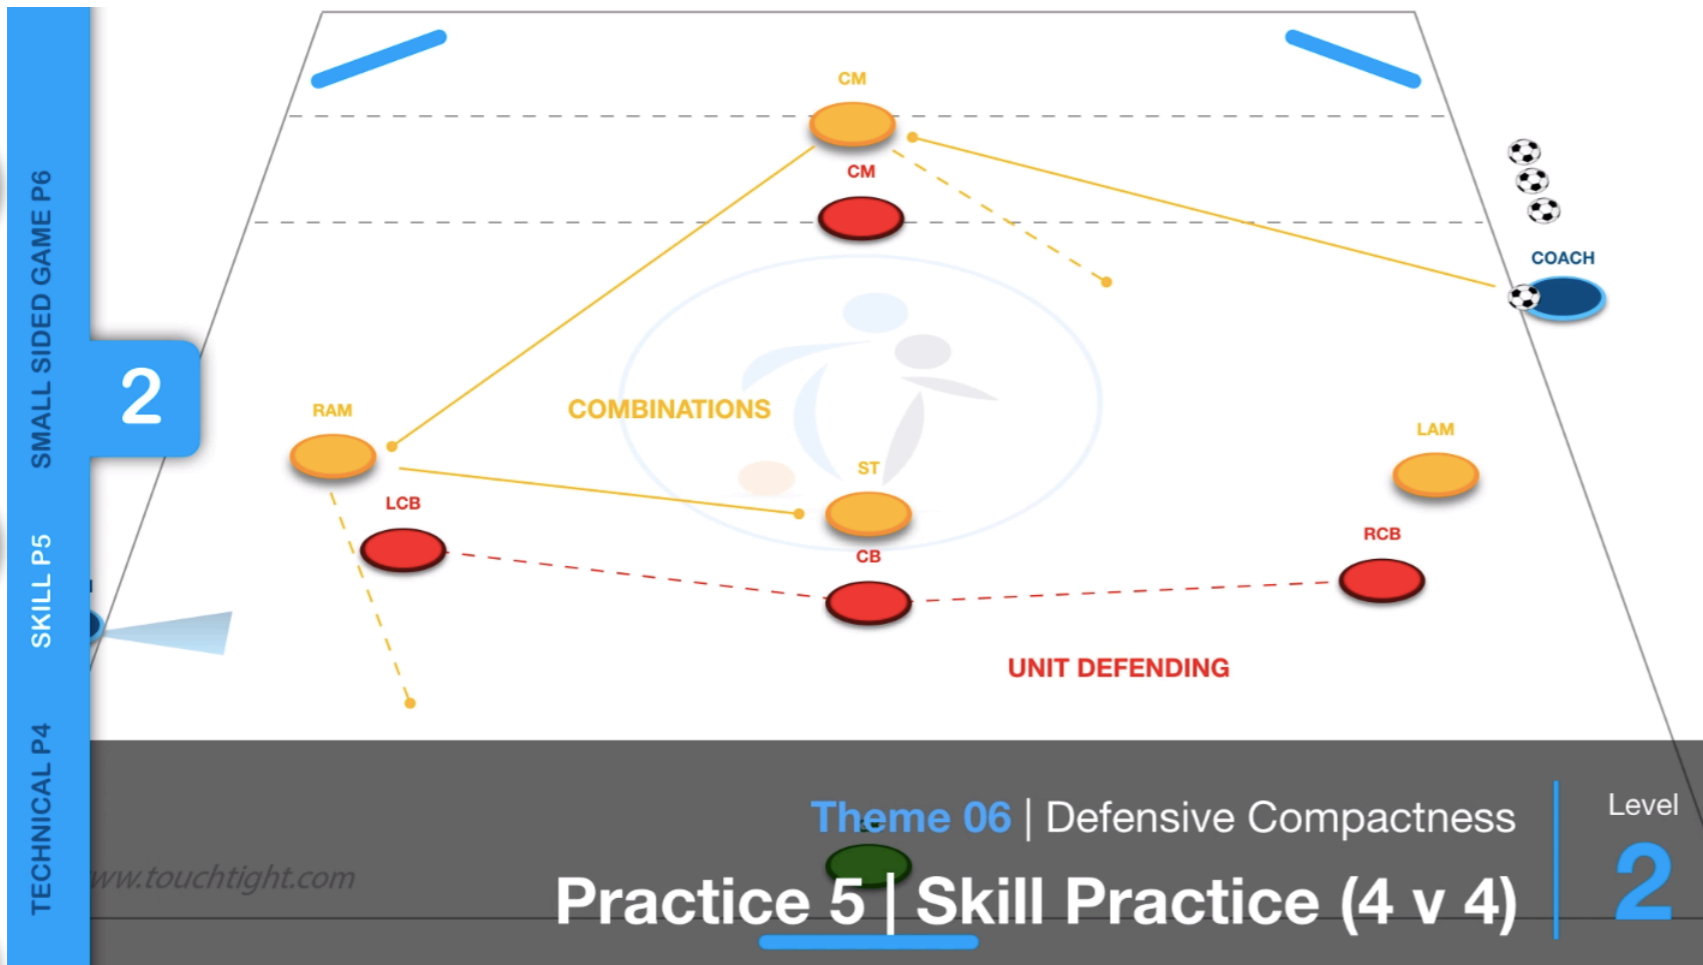 SMALL SIDED GAME P6
SKILL P5
TECHNICAL P4
2
CM
CM
COACH
RAM
COMBINATIONS
LAM
ST
LCB
RCB
CB
UNIT DEFENDING
Theme 06 | Defensive Compactness
Practice 5 | Skill Practice (4 v 4)
Level
2
ww.touchtight.com